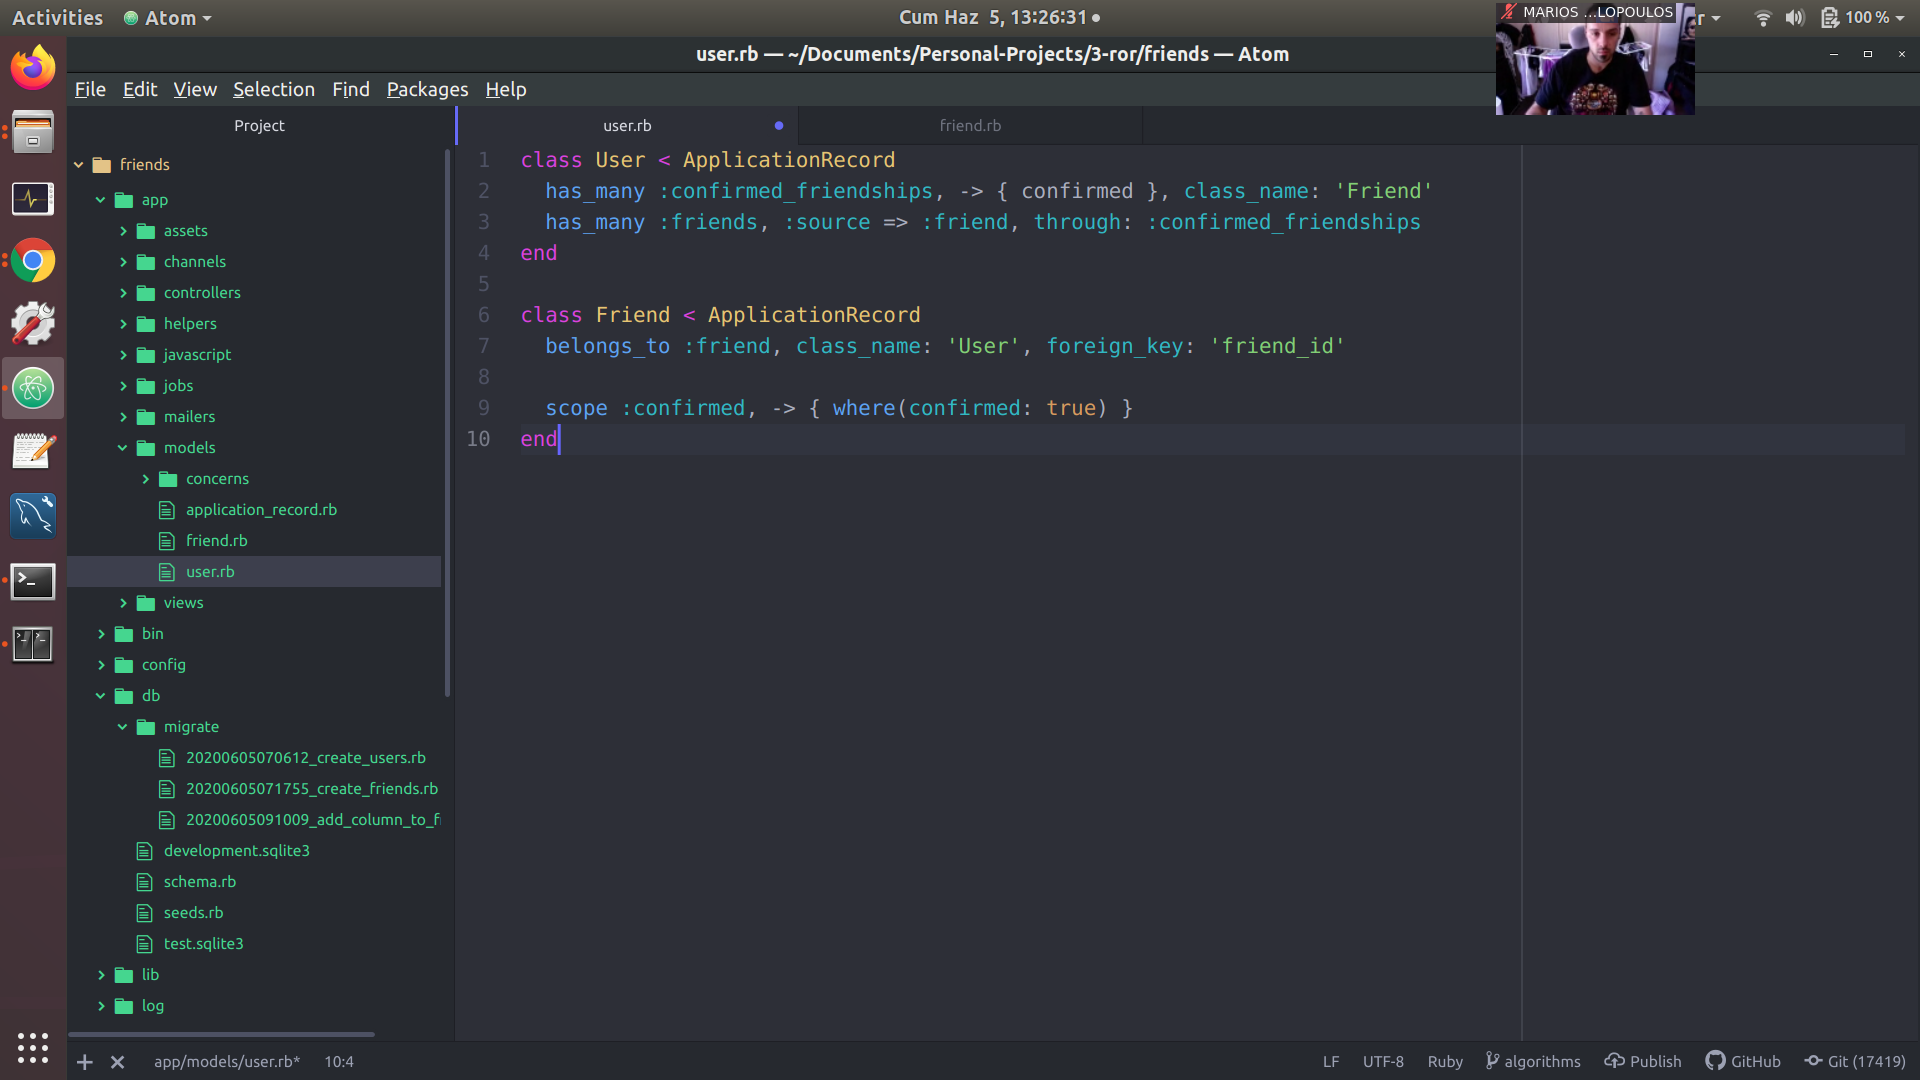 Activities
Atom
Cum Haz 5, 13:26:31
MARIOS ...LOPOULOS
r
100 %
user.rb — ~/Documents/Personal-Projects/3-ror/friends — Atom
File Edit View Selection Find Packages Help
Project
user.rb
friend.rb
friends
app
assets
channels
controllers
helpers
javascript
jobs
mailers
models
concerns
application_record.rb
friend.rb
user.rb
views
bin
config
db
migrate
20200605070612_create_users.rb
20200605071755_create_friends.rb
20200605091009_add_column_to_fr
development.sqlite3
schema.rb
seeds.rb
test.sqlite3
lib
log
1 class User < ApplicationRecord
2 has_many :confirmed_friendships, -> { confirmed }, class_name: 'Friend'
3 has_many :friends, :source => :friend, through: :confirmed_friendships
4 end
5
6 class Friend < ApplicationRecord
7 belongs_to :friend, class_name: 'User', foreign_key: 'friend_id'
8
9 scope :confirmed, -> { where(confirmed: true) }
10 end
app/models/user.rb* 10:4
LF UTF-8 Ruby algorithms Publish GitHub Git (17419)